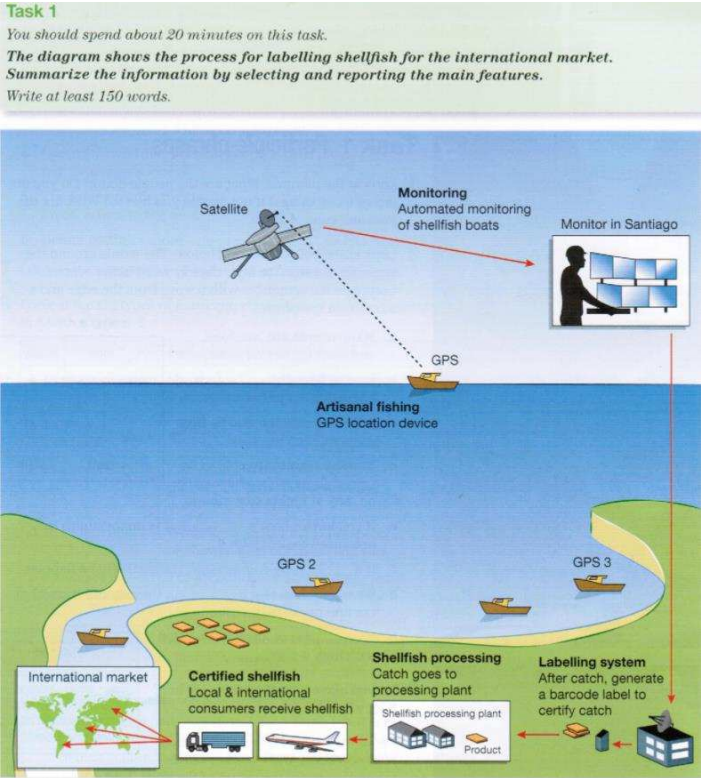 Task 1
You should spend about 20 minutes on this task.
The diagram shows the process for labelling shellfish for the international market.
Summarize the information by selecting and reporting the main features.
Write at least 150 words.
Satellite
Monitoring
Automated monitoring
of shellfish boats
Monitor in Santiago
GPS
Artisanal fishing
GPS location device
GPS 2
GPS 3
International market
Certified shellfish
Local & international
consumers receive shellfish
Shellfish processing
Catch goes to
processing plant
Shellfish processing plant
Product
Labelling system
After catch, generate
a barcode label to
certify catch